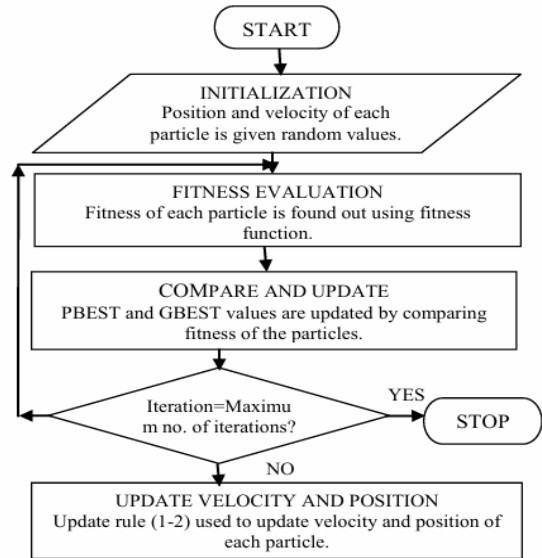 START
INITIALIZATION
Position and velocity of each
particle is given random values.
FITNESS EVALUATION
Fitness of each particle is found out using fitness
function.
COMPARE AND UPDATE
PBEST and GBEST values are updated by comparing
fitness of the particles.
Iteration=Maximu
m no. of iterations?
YES
STOP
NO
UPDATE VELOCITY AND POSITION
Update rule (1-2) used to update velocity and position of
each particle.